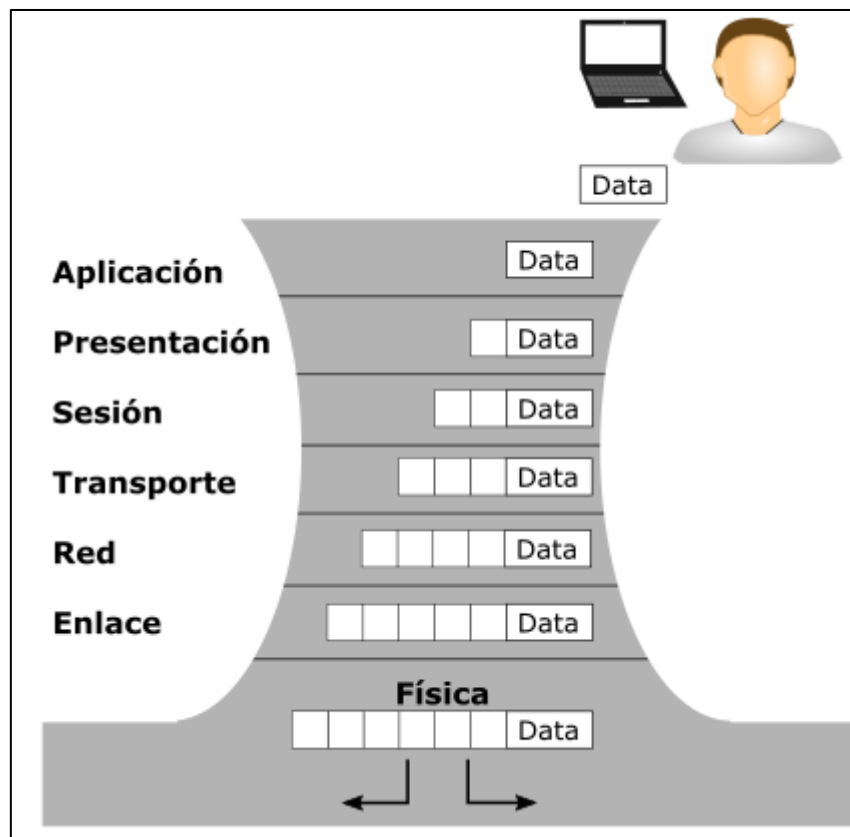 Data
Aplicación Data
Presentación Data
Sesión Data
Transporte Data
Red Data
Enlace Data
Física
Data